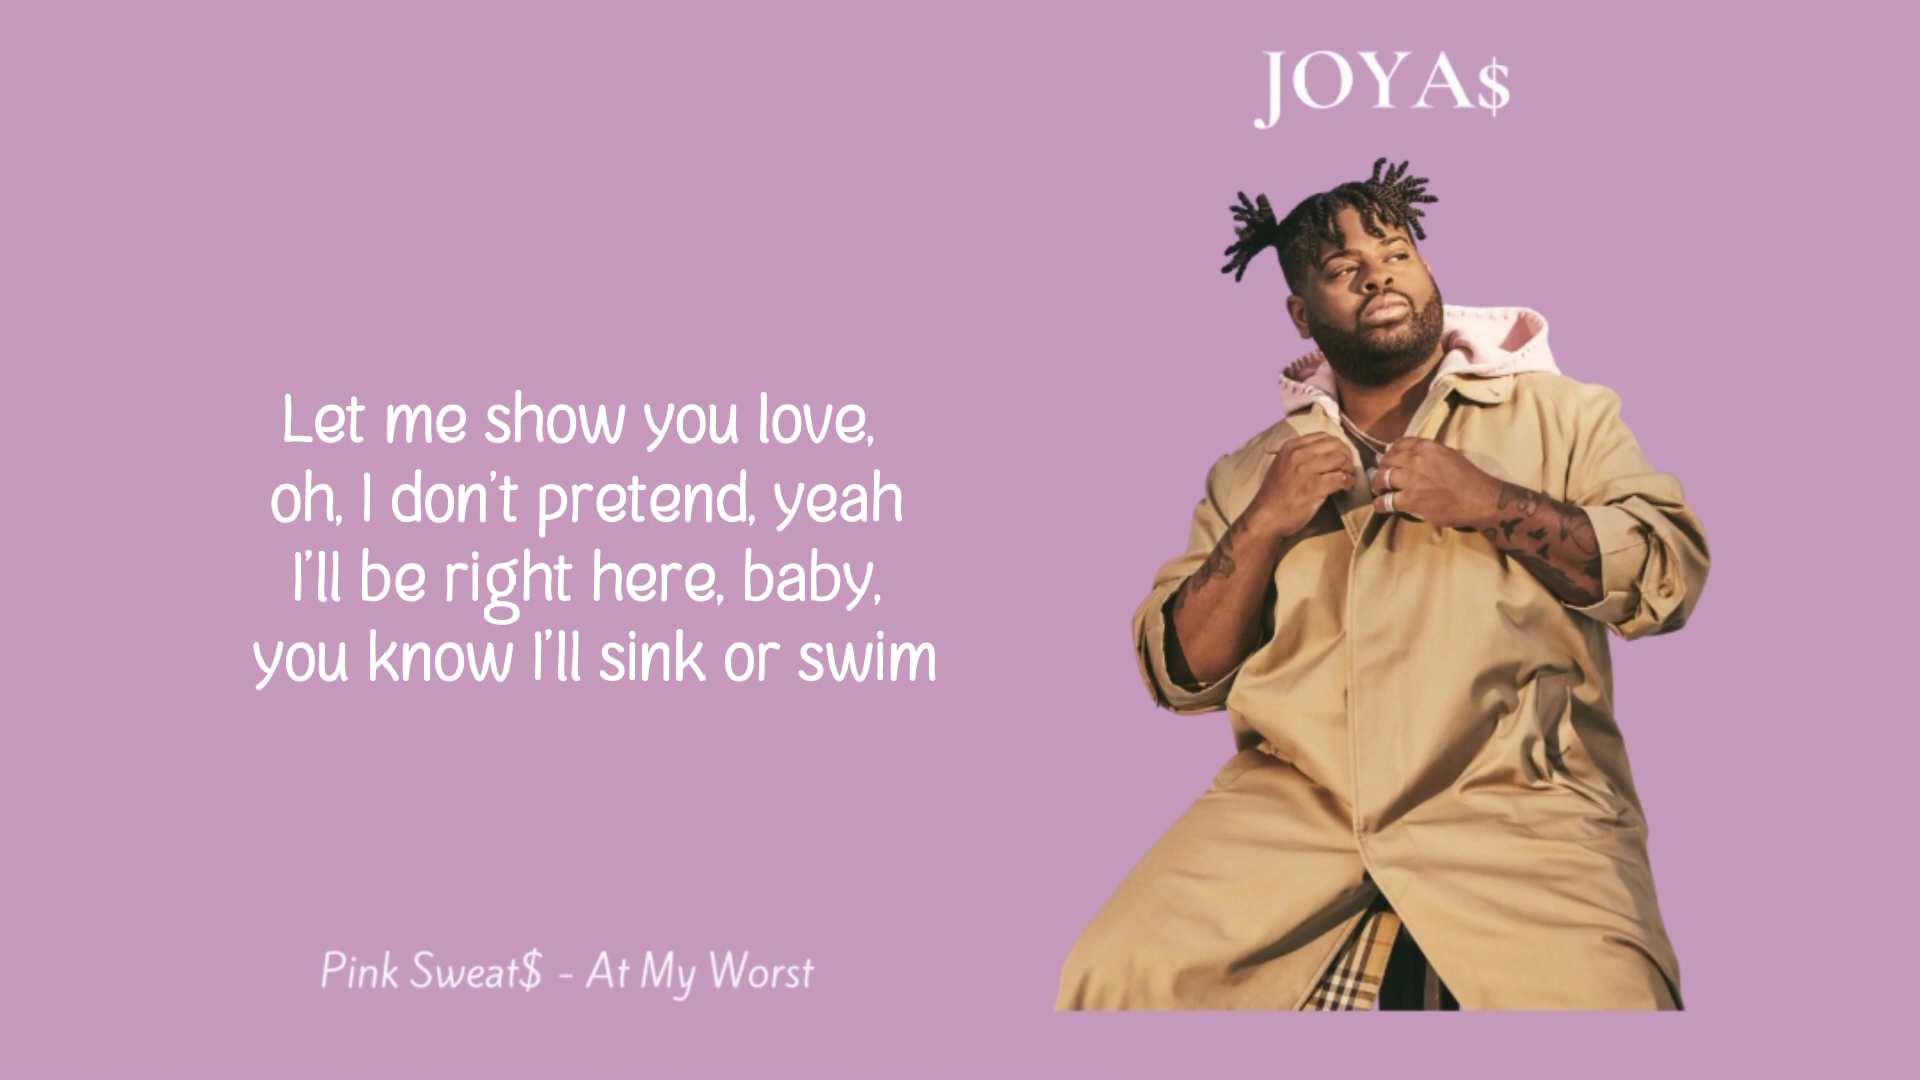 JOYA$
Let me show you love,
oh, I don't pretend, yeah
I'll be right here, baby,
you know I'll sink or swim
Pink Sweat$ - At My Worst